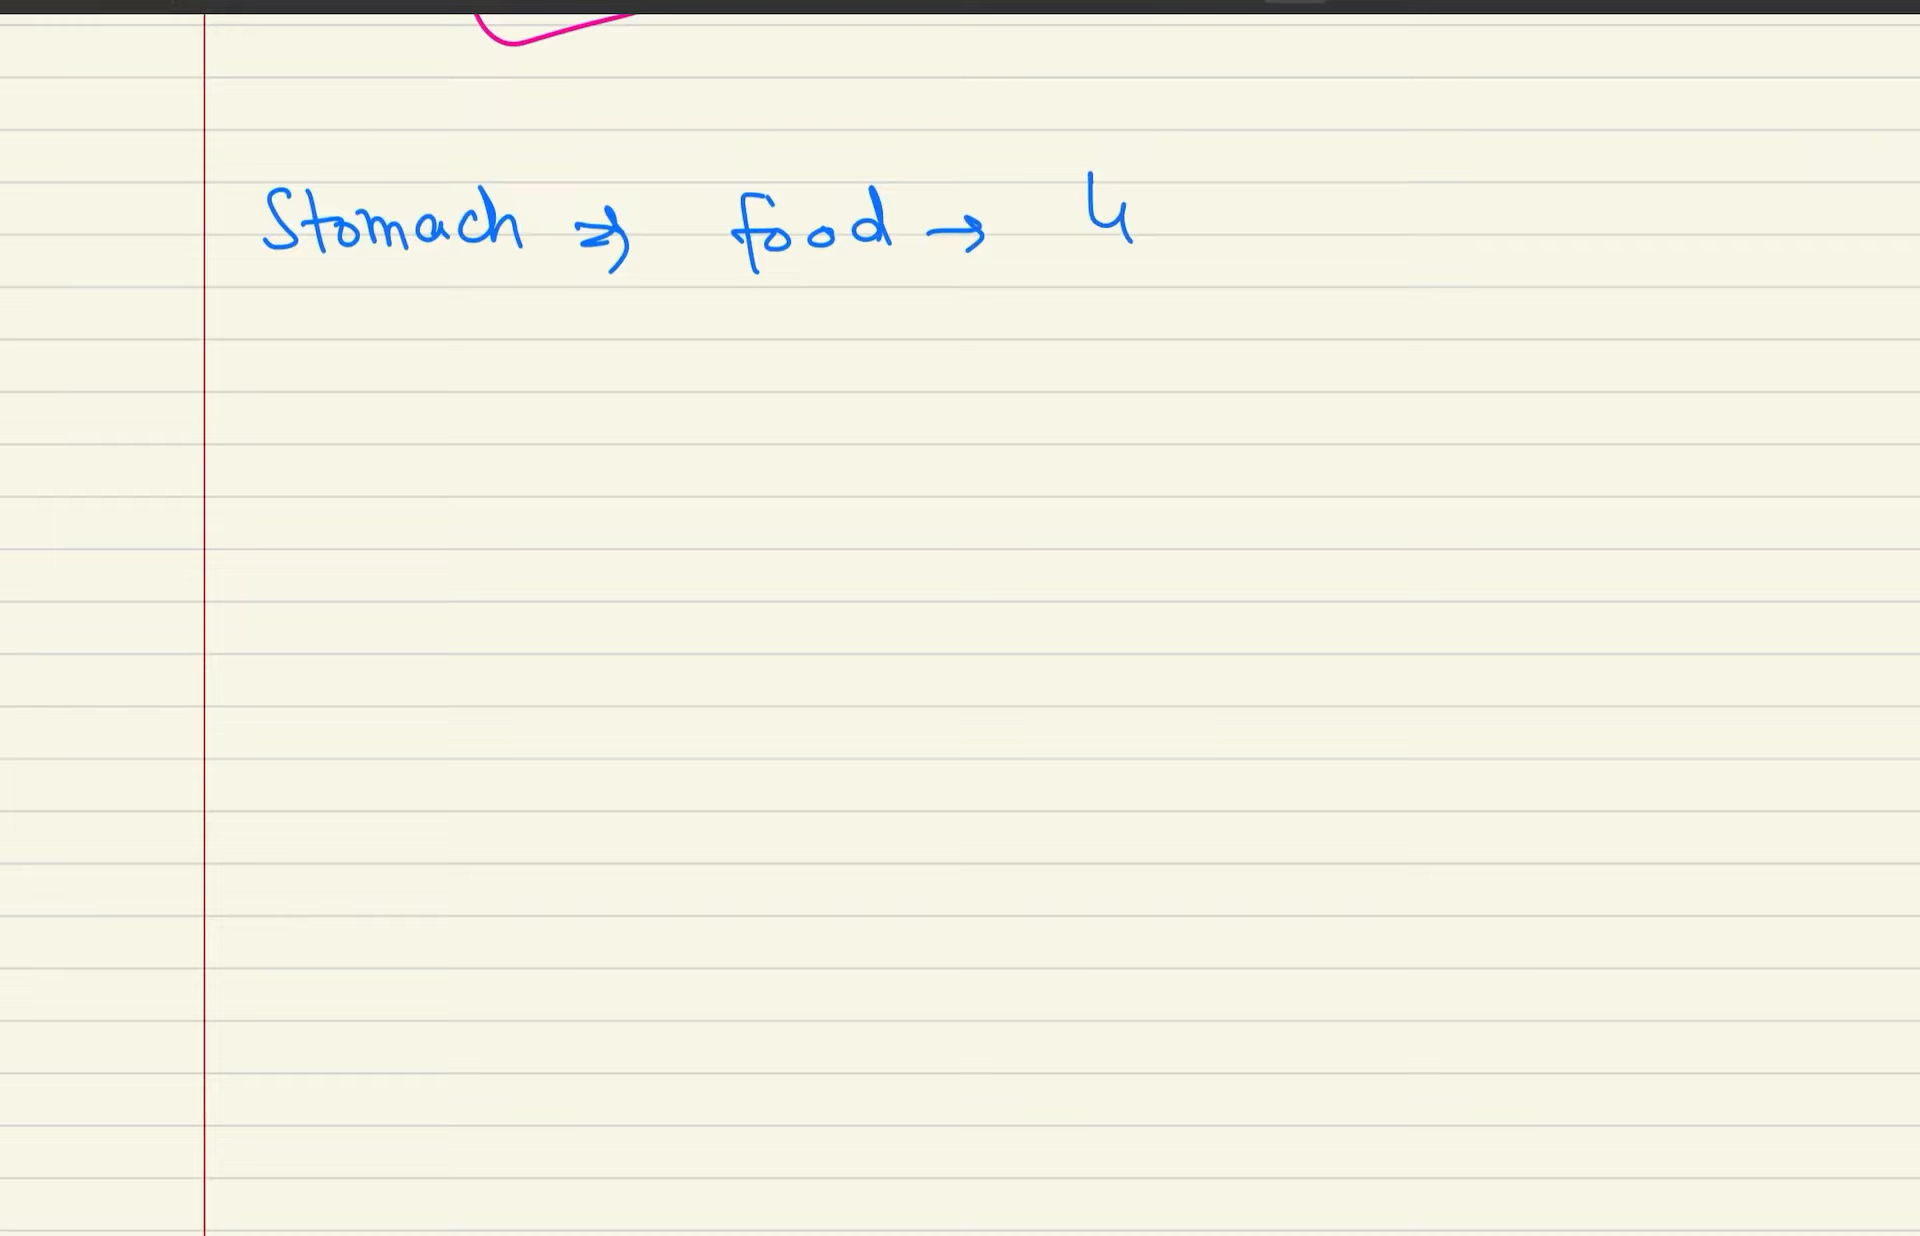 Stomach ⇒ food → 4